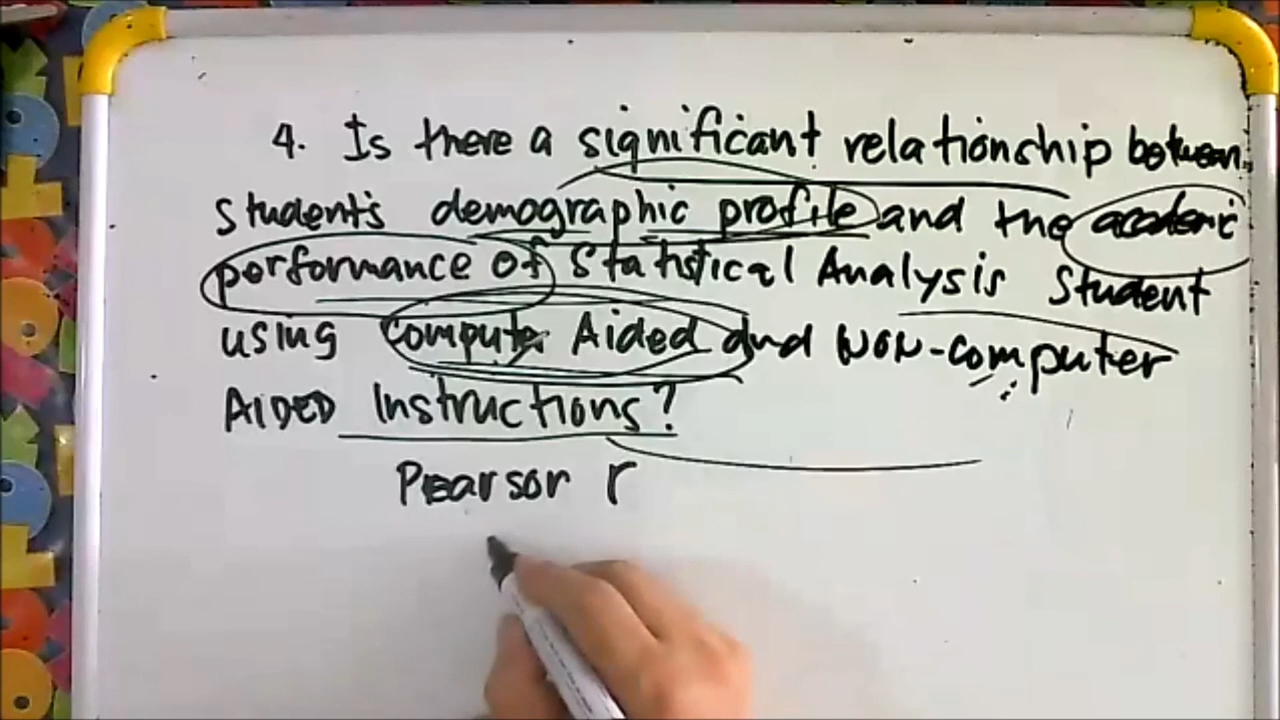 4. Is there a significant relationship between
Student's demographic profile and the academic
performance of Statistical Analysis Student
using Computer Aided and NON-computer
AIDED Instructions?
Pearson r